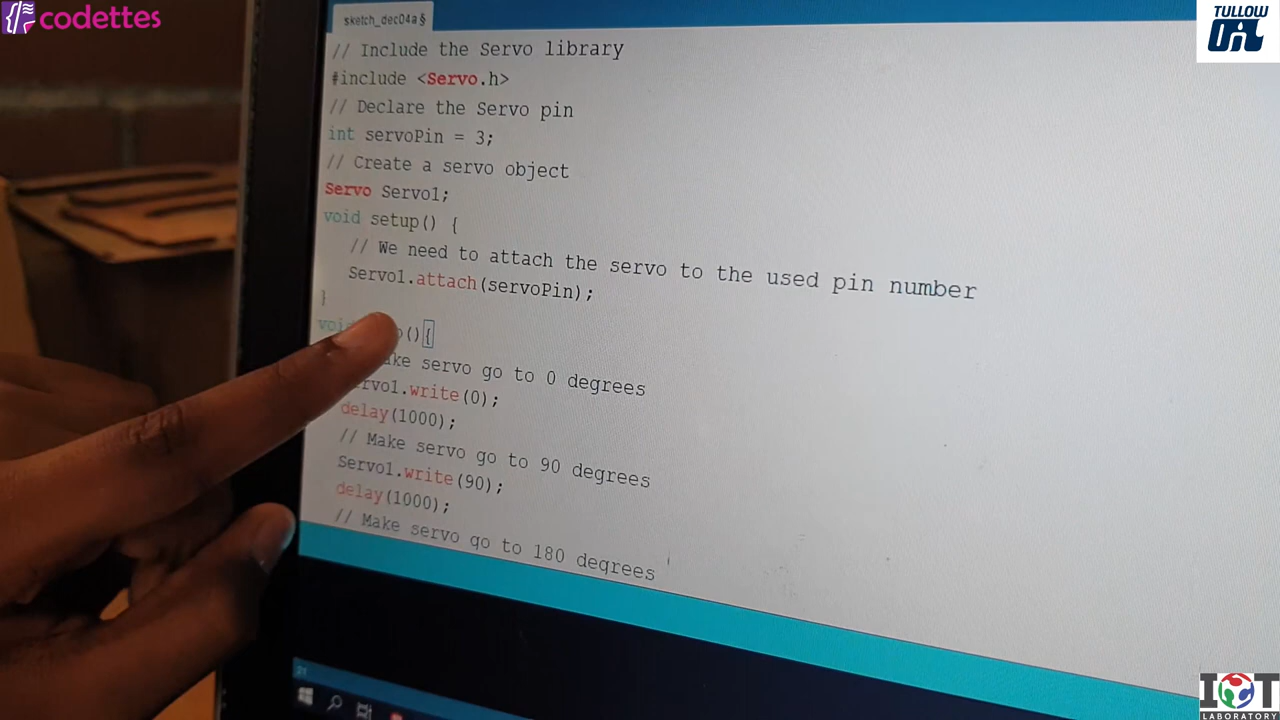 codettes
TULLOW
OIL
sketch_dec04a§
// Include the Servo library
#include <Servo.h>
// Declare the Servo pin
int servoPin = 3;
// Create a servo object
Servo Servo1;
void setup() {
// We need to attach the servo to the used pin number
Servo1.attach(servoPin);
}
(){
servo go to 0 degrees
.write(0);
delay(1000);
// Make servo go to 90 degrees
Servo1.write(90);
delay(1000);
// Make servo go to 180 degrees
IOT
LABORATORY